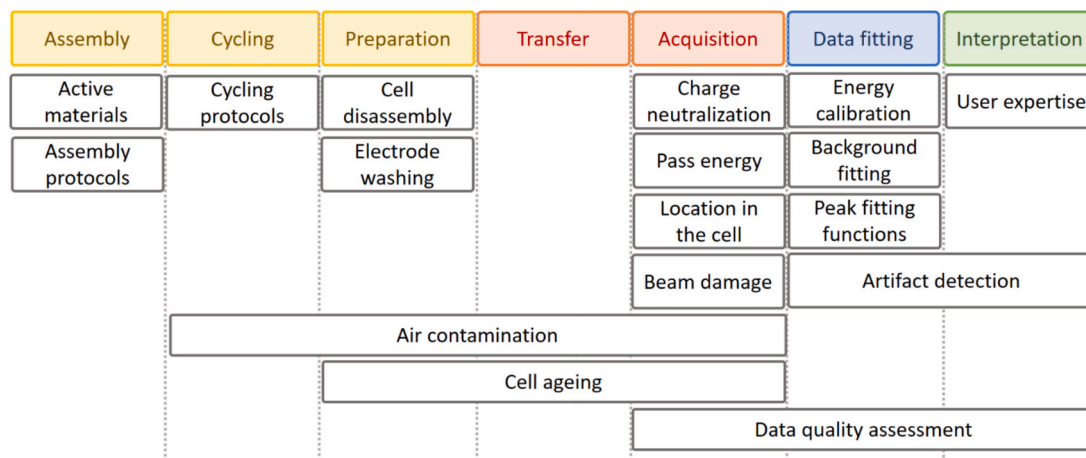 Assembly
Cycling
Preparation
Transfer
Acquisition
Data fitting
Interpretation
Active
materials
Cycling
protocols
Cell
disassembly
Charge
neutralization
Energy
calibration
User expertise
Assembly
protocols
Electrode
washing
Pass energy
Background
fitting
Location in
the cell
Peak fitting
functions
Beam damage
Artifact detection
Air contamination
Cell ageing
Data quality assessment